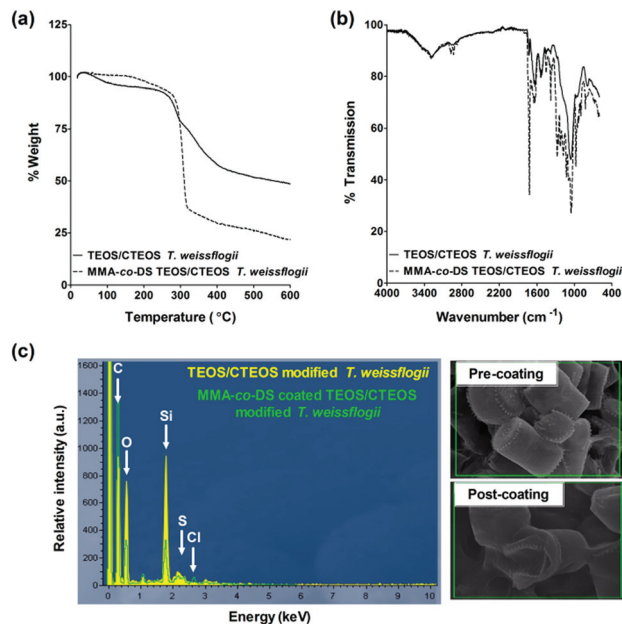 (a)
125
100
75
50
25
0
% Weight
TEOS/CTEOS T. weissflogii
MMA-co-DS TEOS/CTEOS T. weissflogii
0 100 200 300 400 500 600
Temperature (°C)
(b)
100
80
60
40
20
0
% Transmission
TEOS/CTEOS T. weissflogii
MMA-co-DS TEOS/CTEOS T. weissflogii
4000 3400 2800 2200 1600 1000 400
Wavenumber (cm-1)
(c)
1600
1400
1200
1000
800
600
400
200
0
Relative intensity (a.u.)
TEOS/CTEOS modified T. weissflogii
MMA-co-DS coated TEOS/CTEOS
modified T. weissflogii
C
O
Si
S
Cl
0 1 2 3 4 5 6 7 8 9 10
Energy (keV)
Pre-coating
Post-coating